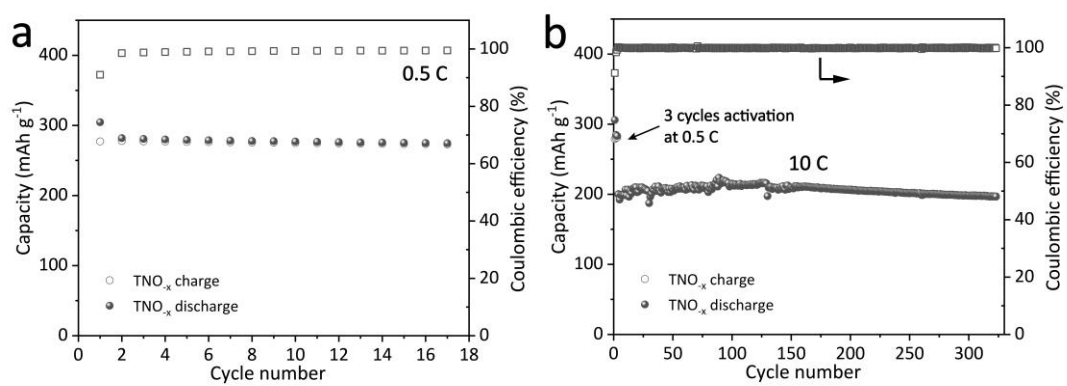 a
400
300
200
100
0
Capacity (mAh g⁻¹)
0.5 C
TNO₋ₓ charge
TNO₋ₓ discharge
100
80
60
40
20
0
Coulombic efficiency (%)
0 2 4 6 8 10 12 14 16 18
Cycle number
b
400
300
200
200
0
Capacity (mAh g⁻¹)
3 cycles activation
at 0.5 C
10 C
TNO₋ₓ charge
TNO₋ₓ discharge
100
80
60
40
20
0
Coulombic efficiency (%)
0 50 100 150 200 250 300
Cycle number